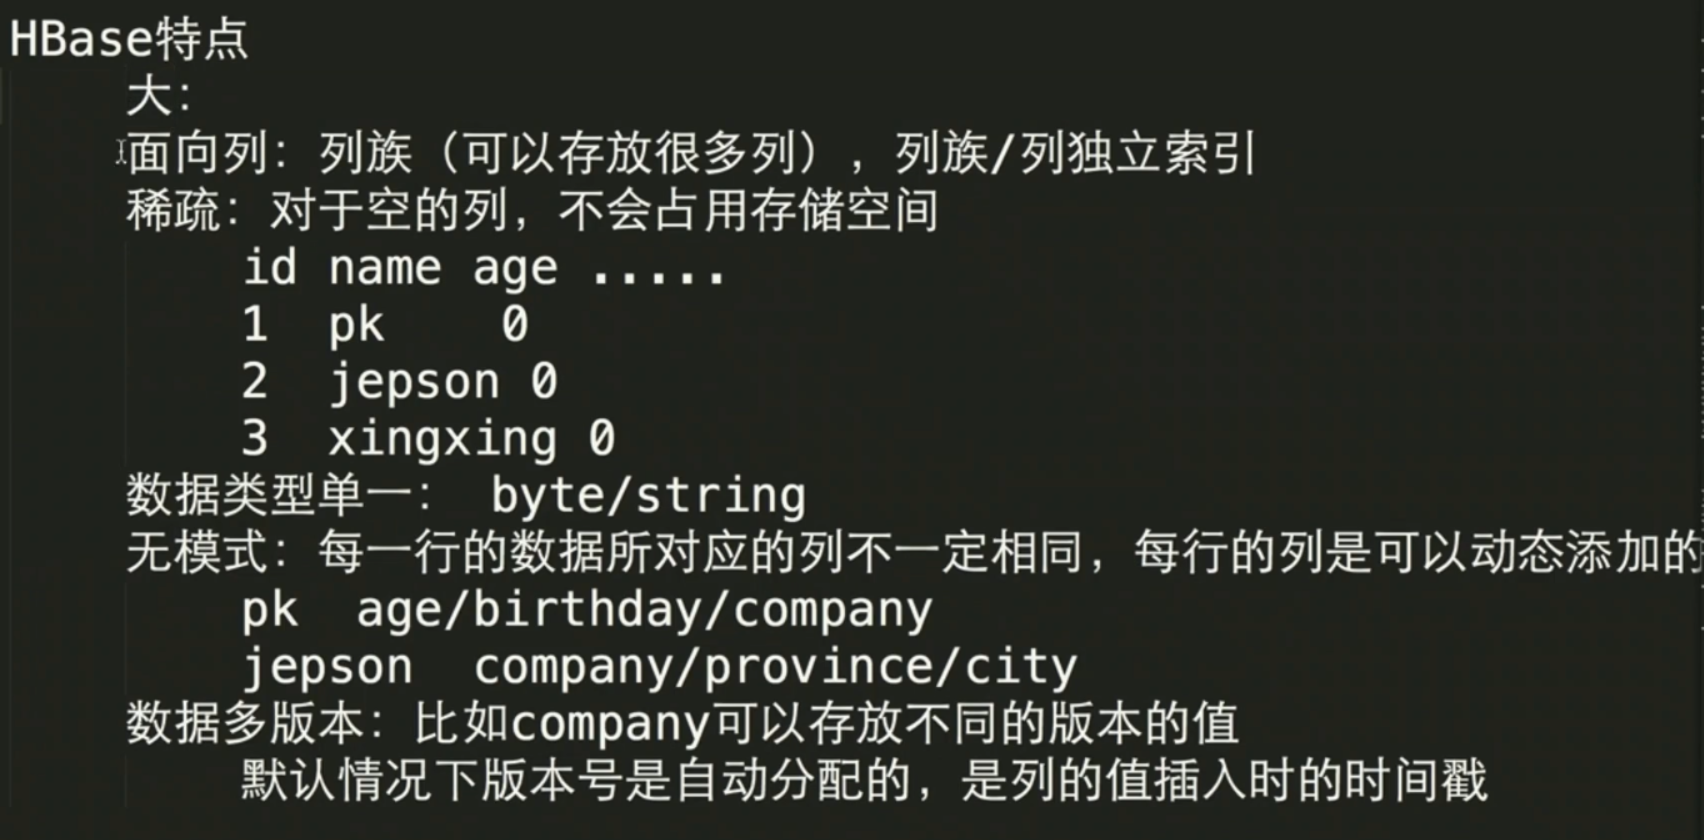 HBase特点
大：
面向列：列族（可以存放很多列），列族/列独立索引
稀疏：对于空的列，不会占用存储空间
id name age .....
1 pk 0
2 jepson 0
3 xingxing 0
数据类型单一： byte/string
无模式：每一行的数据所对应的列不一定相同，每行的列是可以动态添加的
pk age/birthday/company
jepson company/province/city
数据多版本：比如company可以存放不同的版本的值
默认情况下版本号是自动分配的，是列的值插入时的时间戳